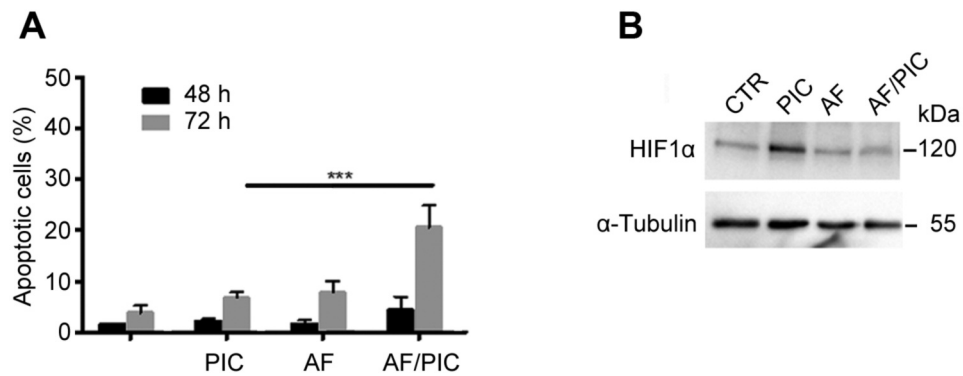 A
Apoptotic cells (%)
50
40
30
20
10
0
48 h
72 h
***
PIC AF AF/PIC
B
CTR PIC AF AF/PIC
kDa
HIF1α –120
α-Tubulin – 55